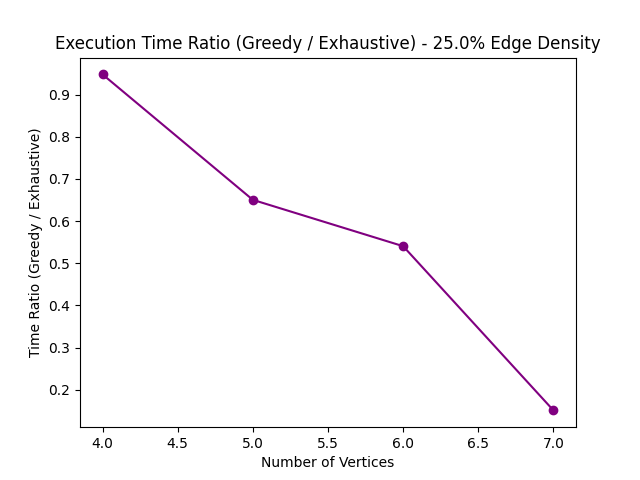 Execution Time Ratio (Greedy / Exhaustive) - 25.0% Edge Density
Time Ratio (Greedy / Exhaustive)
0.9
0.8
0.7
0.6
0.5
0.4
0.3
0.2
4.0 4.5 5.0 5.5 6.0 6.5 7.0
Number of Vertices